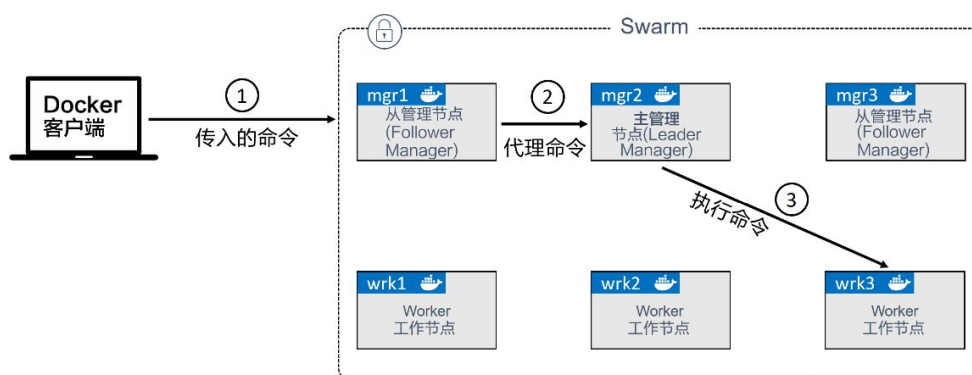 Swarm
Docker
客户端
①
传入的命令
mgr1
从管理节点
(Follower
Manager)
②
代理命令
mgr2
主管理
节点(Leader
Manager)
mgr3
从管理节点
(Follower
Manager)
③
执行命令
wrk1
Worker
工作节点
wrk2
Worker
工作节点
wrk3
Worker
工作节点